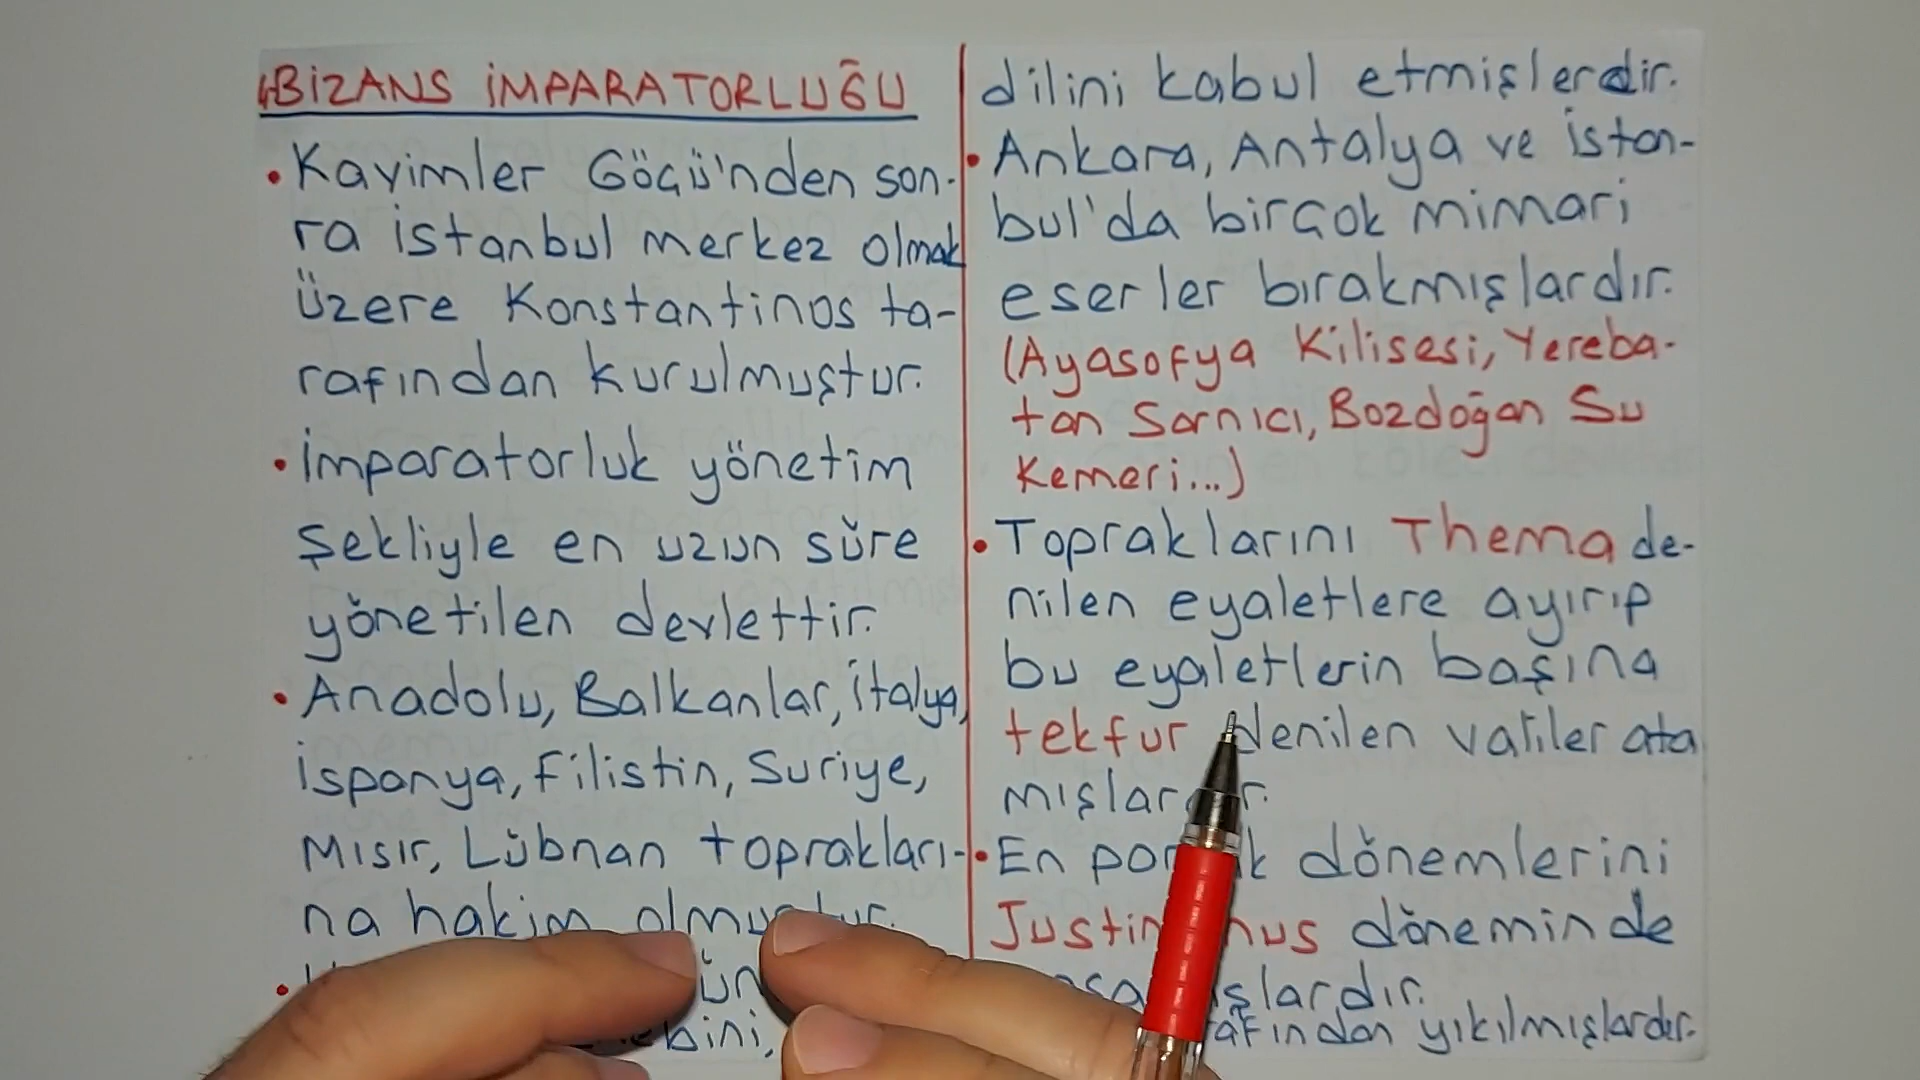 BİZANS İMPARATORLUĞU
• Kavimler Göçü'nden son-
ra İstanbul merkez olmak
üzere Konstantinos ta-
rafından kurulmuştur.
• İmparatorluk yönetim
şekliyle en uzun süre
yönetilen devlettir.
• Anadolu, Balkanlar, İtalya,
İspanya, Filistin, Suriye,
Mısır, Lübnan toprakları-
na hakim olmuştur.
dilini kabul etmişlerdir.
• Ankara, Antalya ve İstan-
bul'da birçok mimari
eserler bırakmışlardır.
(Ayasofya Kilisesi, Yereba-
tan Sarnıcı, Bozdoğan Su
Kemeri...)
• Topraklarını Thema de-
nilen eyaletlere ayırıp
bu eyaletlerin başına
tekfur denilen valiler ata
mışlardır.
• En parlak dönemlerini
Justinianus döneminde
yıkılmışlardır.